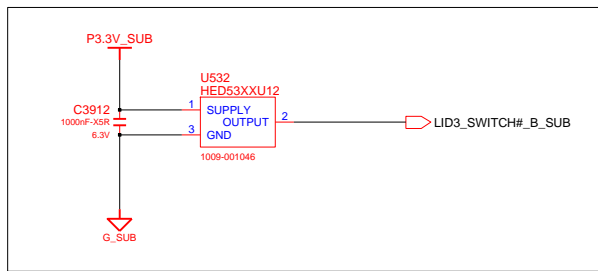 P3.3V_SUB
U532
HED53XXU12
C3912
1000nF-X5R
6.3V
1
SUPPLY
OUTPUT
2
3
GND
1009-001046
LID3_SWITCH#_B_SUB
G_SUB